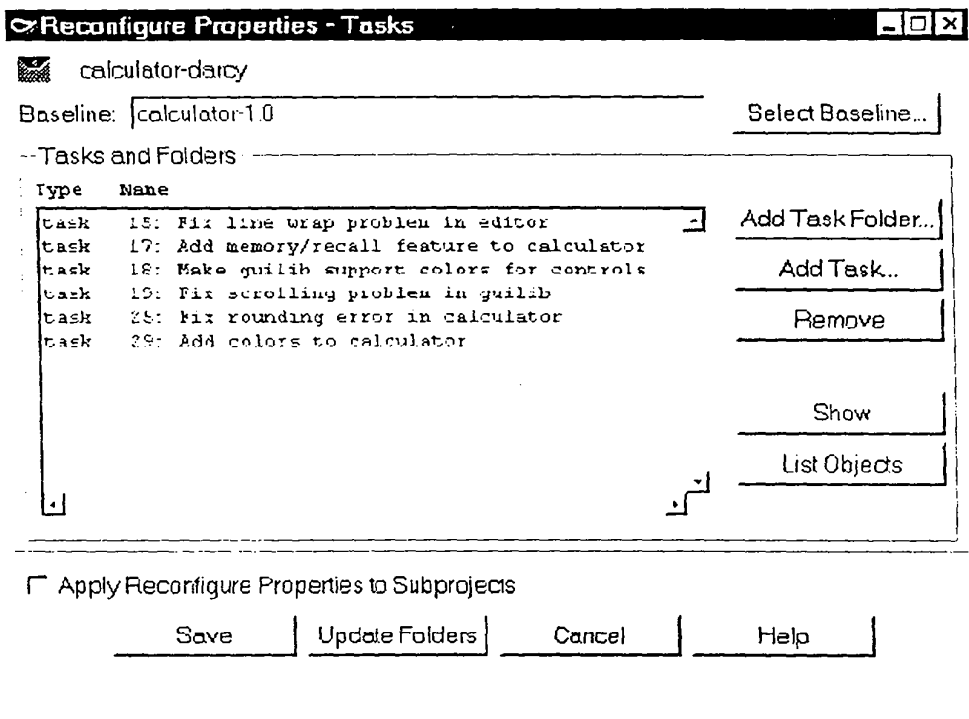 Reconfigure Properties - Tasks
calculator-darcy
Baseline: calculator-1.0 Select Baseline...
Tasks and Folders
Type Name
task 15: Fix line wrap problem in editor
task 17: Add memory/recall feature to calculator
task 18: Make guilib support colors for controls
task 19: Fix scrolling problem in guilib
task Fix rounding error in calculator
task 29: Add colors to calculator
Add Task Folder...
Add Task...
Remove
Show
List Objects
Apply Reconfigure Properties to Subprojects
Save Update Folders Cancel Help